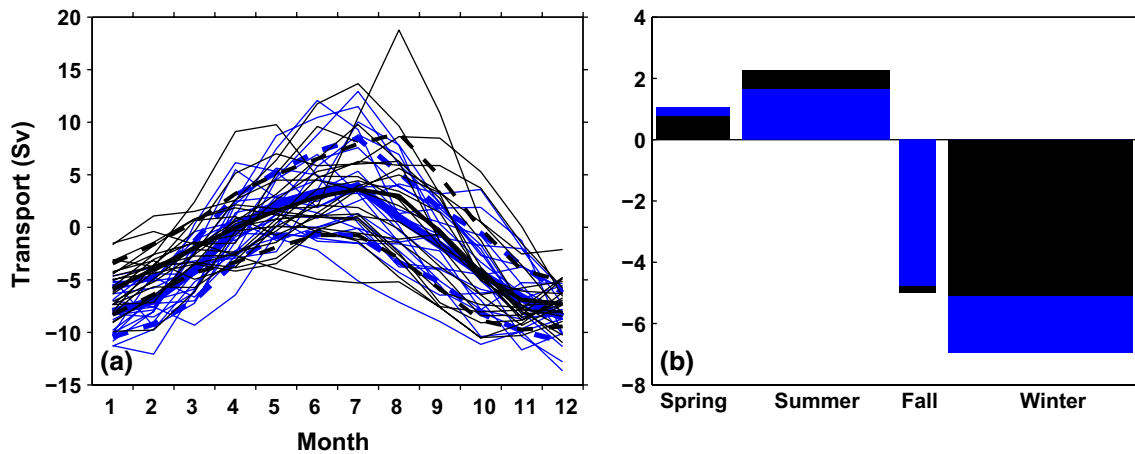 20
15
10
5
0
−5
−10
−15
Transport (Sv)
(a)
1 2 3 4 5 6 7 8 9 10 11 12
Month
4
2
0
−2
−4
−6
−8
(b)
Spring Summer Fall Winter